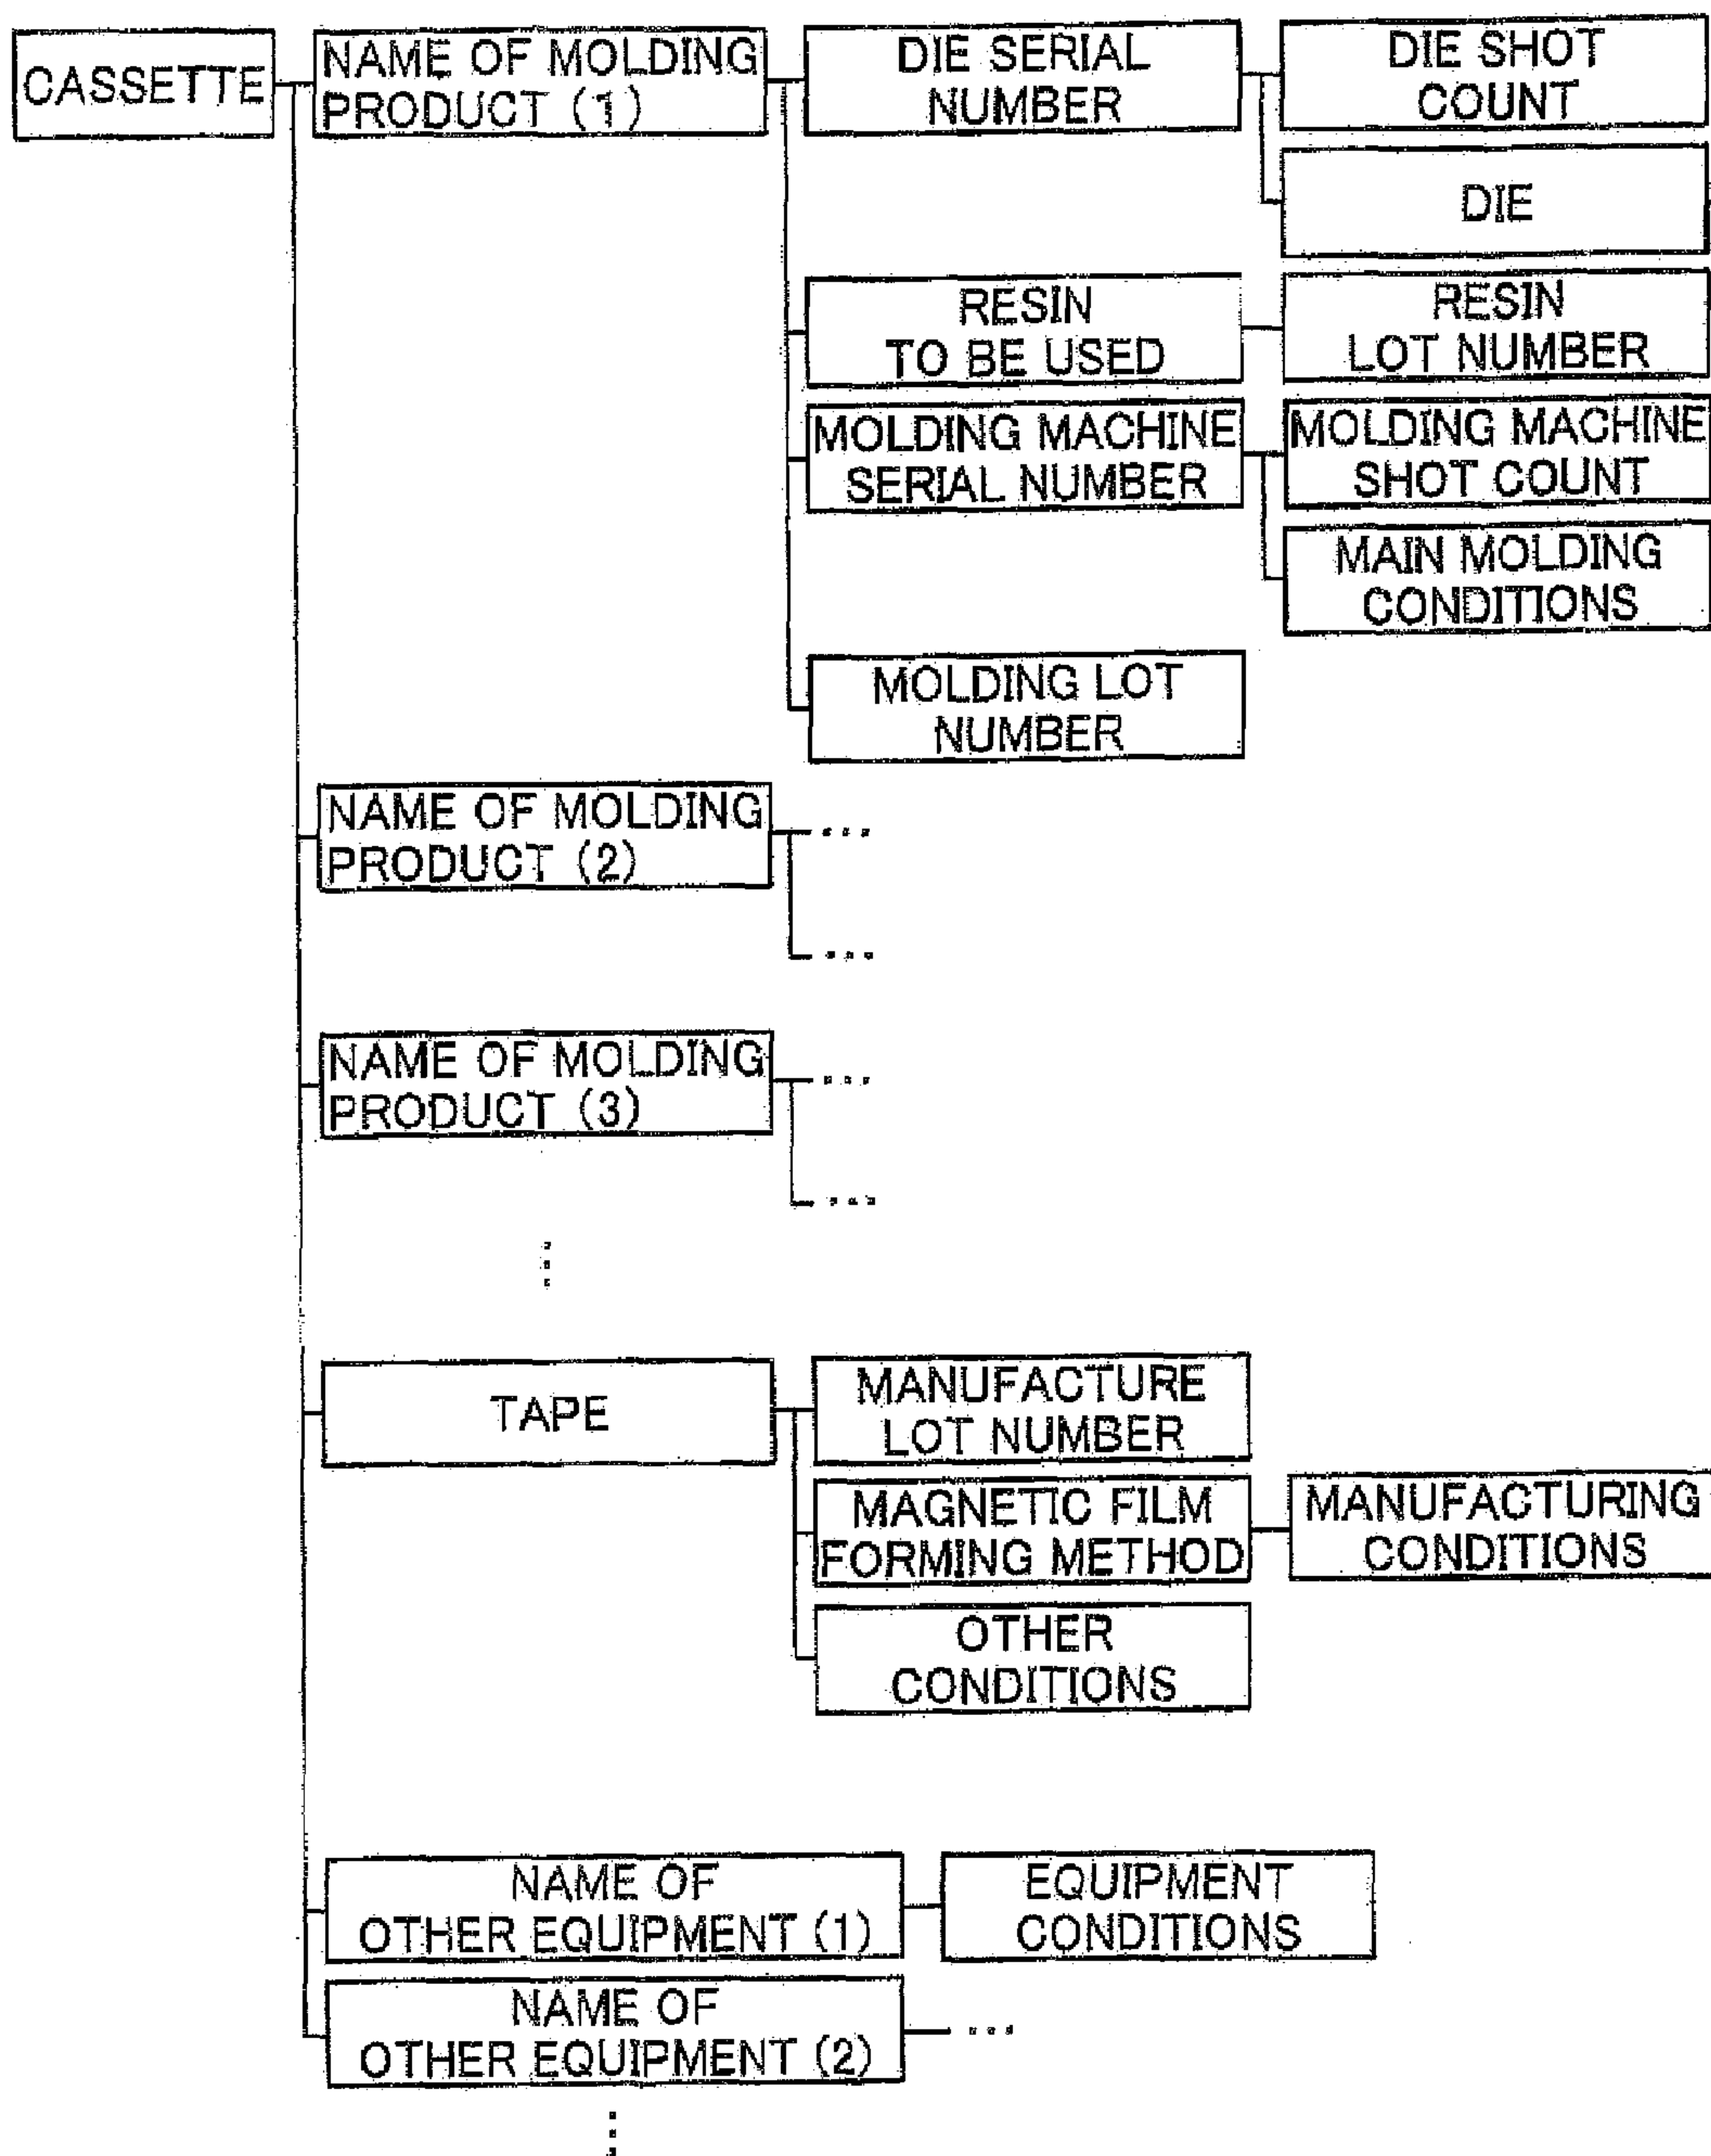 CASSETTE
NAME OF MOLDING
PRODUCT (1)
DIE SERIAL
NUMBER
DIE SHOT
COUNT
DIE
RESIN
TO BE USED
RESIN
LOT NUMBER
MOLDING MACHINE
SERIAL NUMBER
MOLDING MACHINE
SHOT COUNT
MAIN MOLDING
CONDITIONS
MOLDING LOT
NUMBER
NAME OF MOLDING
PRODUCT (2)
...
...
NAME OF MOLDING
PRODUCT (3)
...
...
TAPE
MANUFACTURE
LOT NUMBER
MAGNETIC FILM
FORMING METHOD
MANUFACTURING
CONDITIONS
OTHER
CONDITIONS
NAME OF
OTHER EQUIPMENT (1)
EQUIPMENT
CONDITIONS
NAME OF
OTHER EQUIPMENT (2)
...